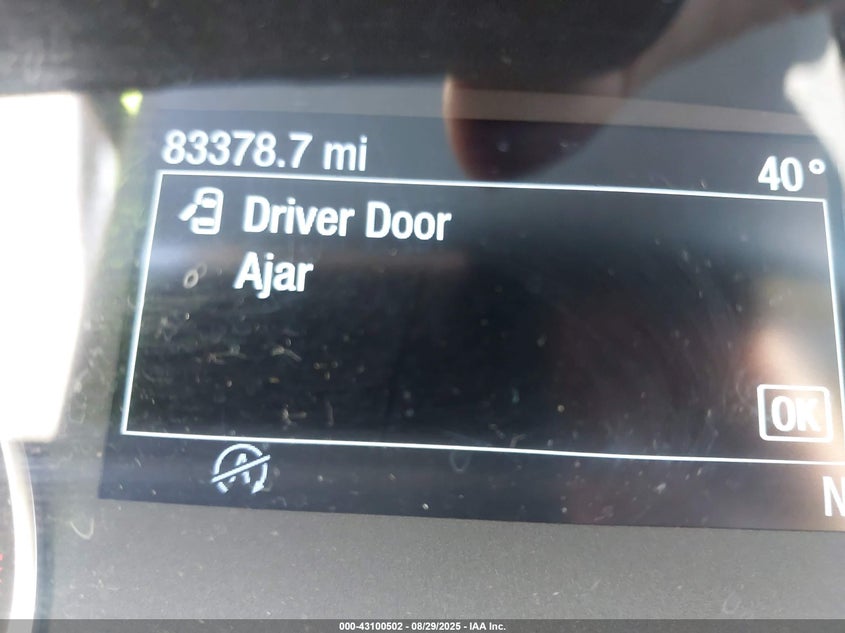 83378.7 mi
40°
Driver Door
Ajar
OK
N
000-43100502 - 08/29/2025 - IAA Inc.